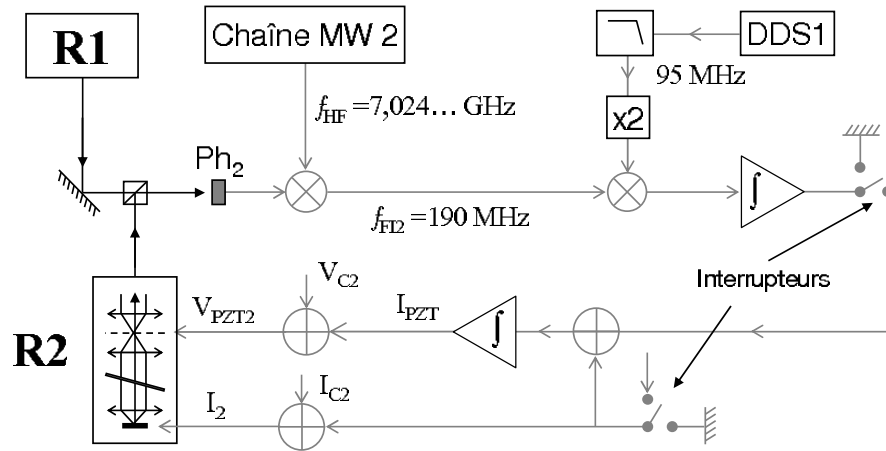 R1
Chaîne MW 2
DDS1
95 MHz
f_HF =7,024… GHz
x2
Ph₂
∫
f_FI2 =190 MHz
Interrupteurs
V_C2
V_PZT2
I_PZT
∫
R2
I_C2
I₂